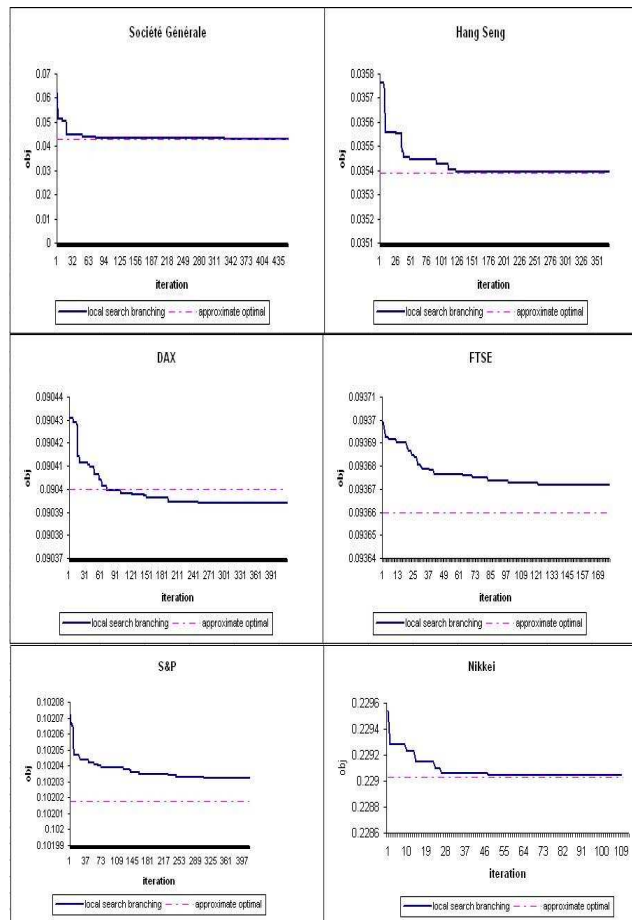 Société Générale
obj
0.07
0.06
0.05
0.04
0.03
0.02
0.01
0
1 32 63 94 125 156 187 218 249 280 311 342 373 404 435
iteration
local search branching approximate optimal
Hang Seng
obj
0.0358
0.0357
0.0356
0.0355
0.0354
0.0353
0.0352
0.0351
1 26 51 76 101 126 151 176 201 226 251 276 301 326 351
iteration
local search branching approximate optimal
DAX
obj
0.09044
0.09043
0.09042
0.09041
0.0904
0.09039
0.09038
0.09037
1 31 61 91 121 151 181 211 241 271 301 331 361 391
iteration
local search branching approximate optimal
FTSE
obj
0.09371
0.0937
0.09369
0.09368
0.09367
0.09366
0.09365
0.09364
1 13 25 37 49 61 73 85 97 109 121 133 145 157 169
iteration
local search branching approximate optimal
S&P
obj
0.10208
0.10207
0.10206
0.10205
0.10204
0.10203
0.10202
0.10201
0.102
0.10199
1 37 73 109 145 181 217 253 289 325 361 397
iteration
local search branching approximate optimal
Nikkei
obj
0.2296
0.2294
0.2292
0.229
0.2288
0.2286
1 10 19 28 37 46 55 64 73 82 91 100 109
iteration
local search branching approximate optimal